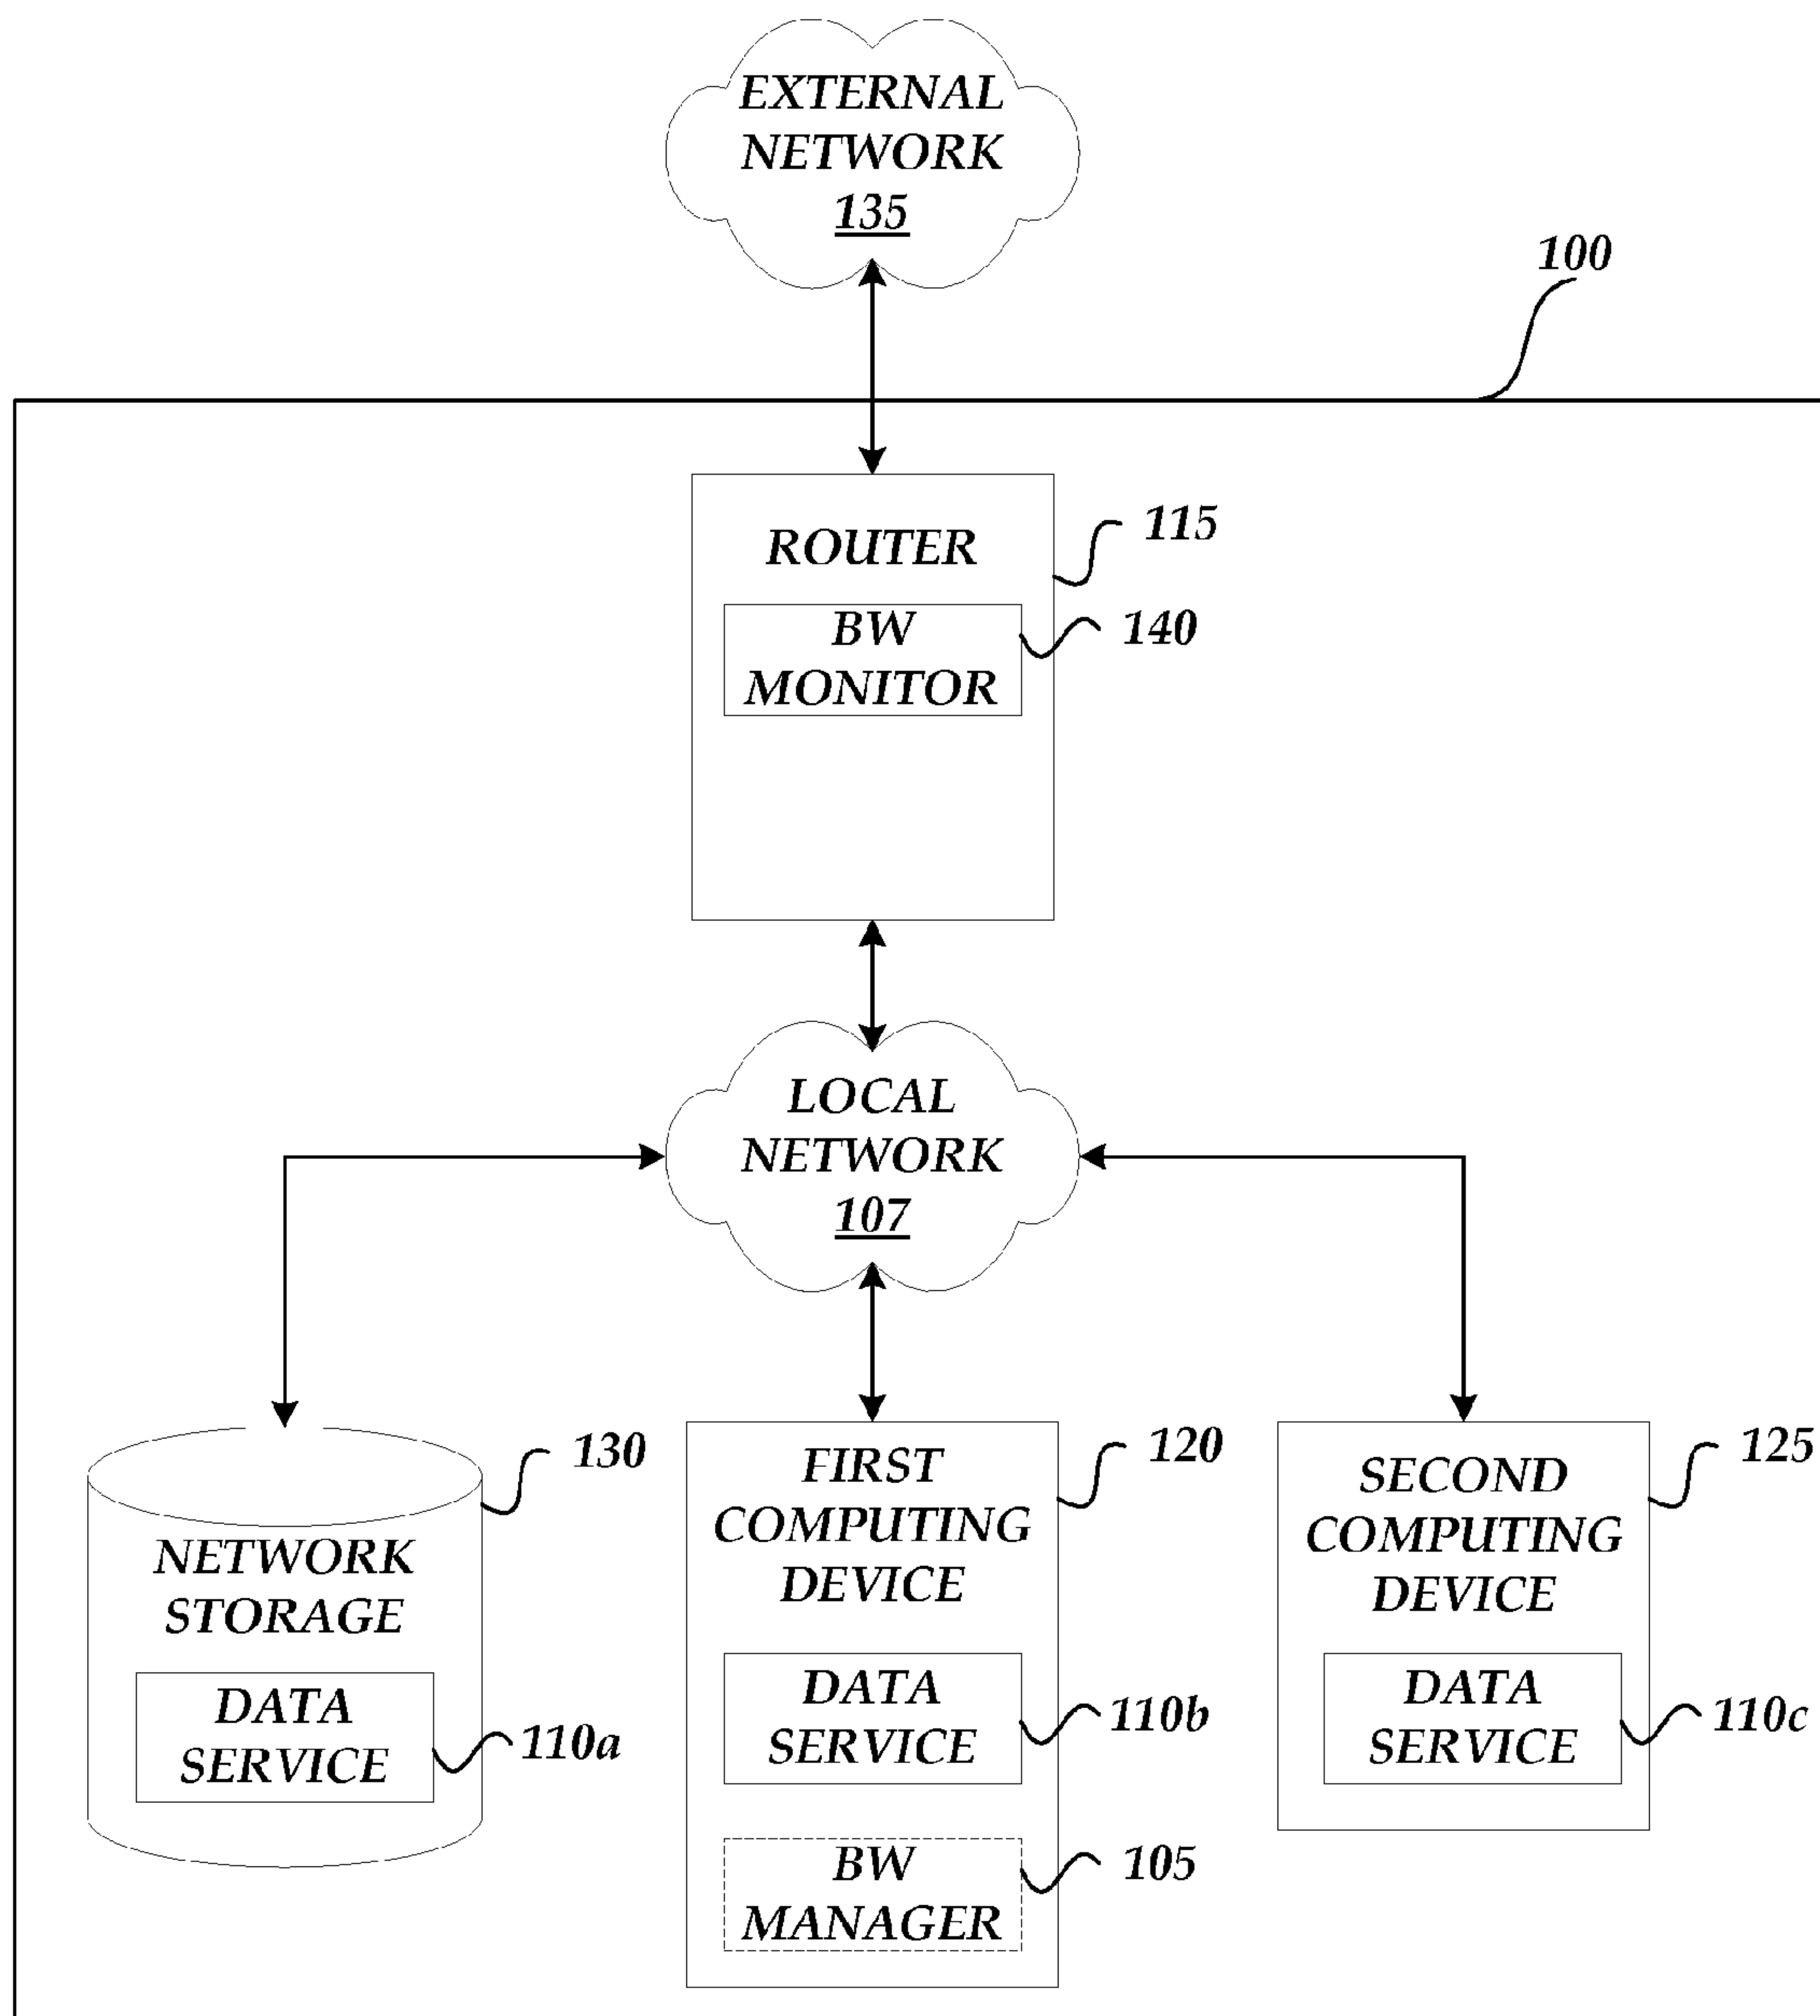 EXTERNAL
NETWORK
135
100
ROUTER
115
BW
MONITOR
140
LOCAL
NETWORK
107
NETWORK
STORAGE
130
DATA
SERVICE
110a
FIRST
COMPUTING
DEVICE
120
DATA
SERVICE
110b
BW
MANAGER
105
SECOND
COMPUTING
DEVICE
125
DATA
SERVICE
110c